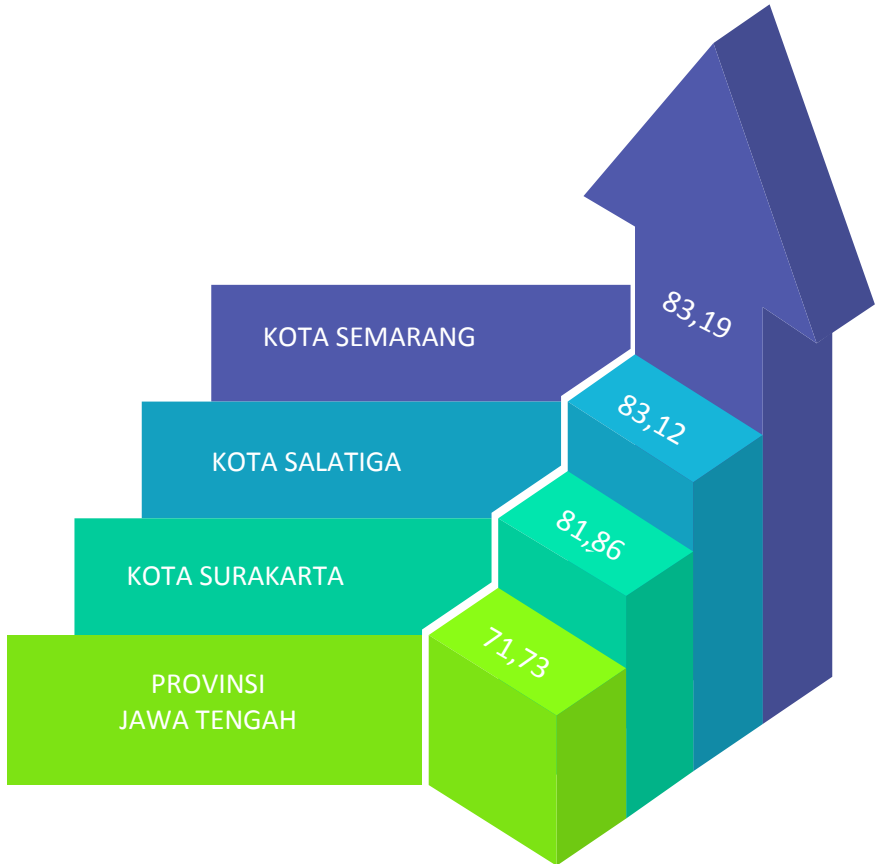 83,19
KOTA SEMARANG
83,12
KOTA SALATIGA
81,86
KOTA SURAKARTA
71,73
PROVINSI
JAWA TENGAH